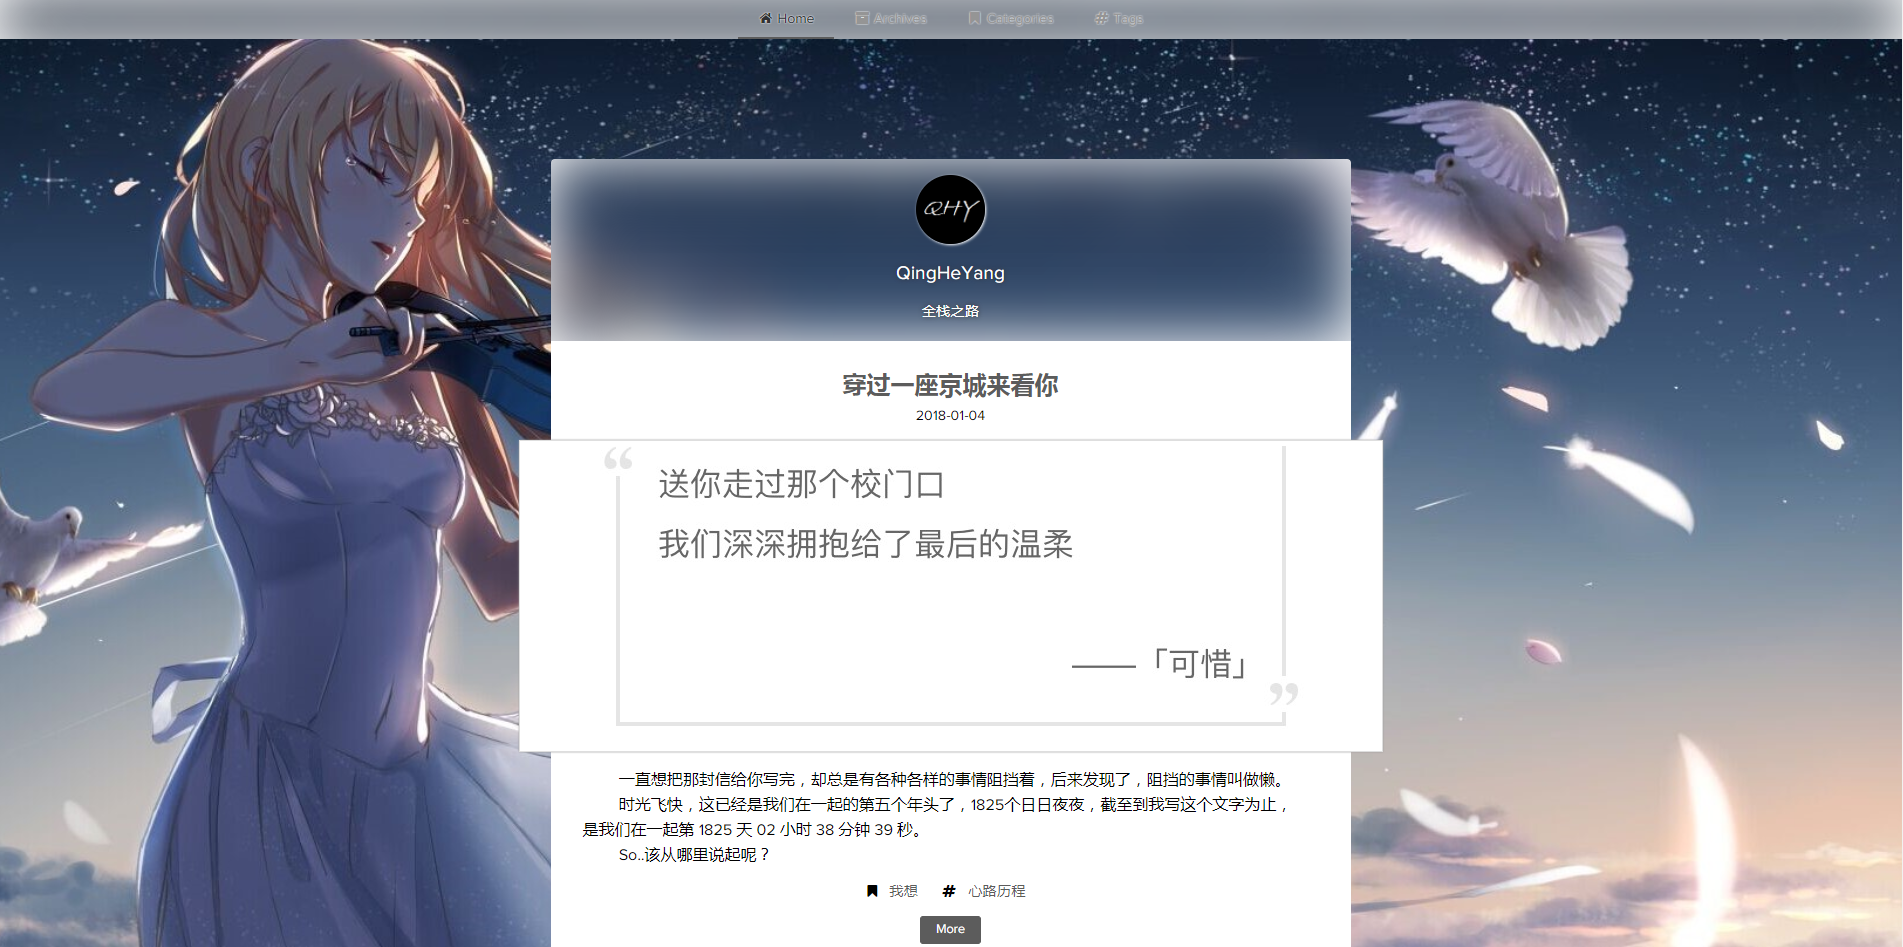 Home Archives Categories Tags
QHY
QingHeYang
全栈之路
穿过一座京城来看你
2018-01-04
“
送你走过那个校门口
我们深深拥抱给了最后的温柔
——「可惜」
”
一直想把那封信给你写完，却总是有各种各样的事情阻挡着，后来发现了，阻挡的事情叫做懒。
时光飞快，这已经是我们在一起的第五个年头了，1825个日日夜夜，截至到我写这个文字为止，
是我们在一起第 1825 天 02 小时 38 分钟 39 秒。
So..该从哪里说起呢？
我想 # 心路历程
More